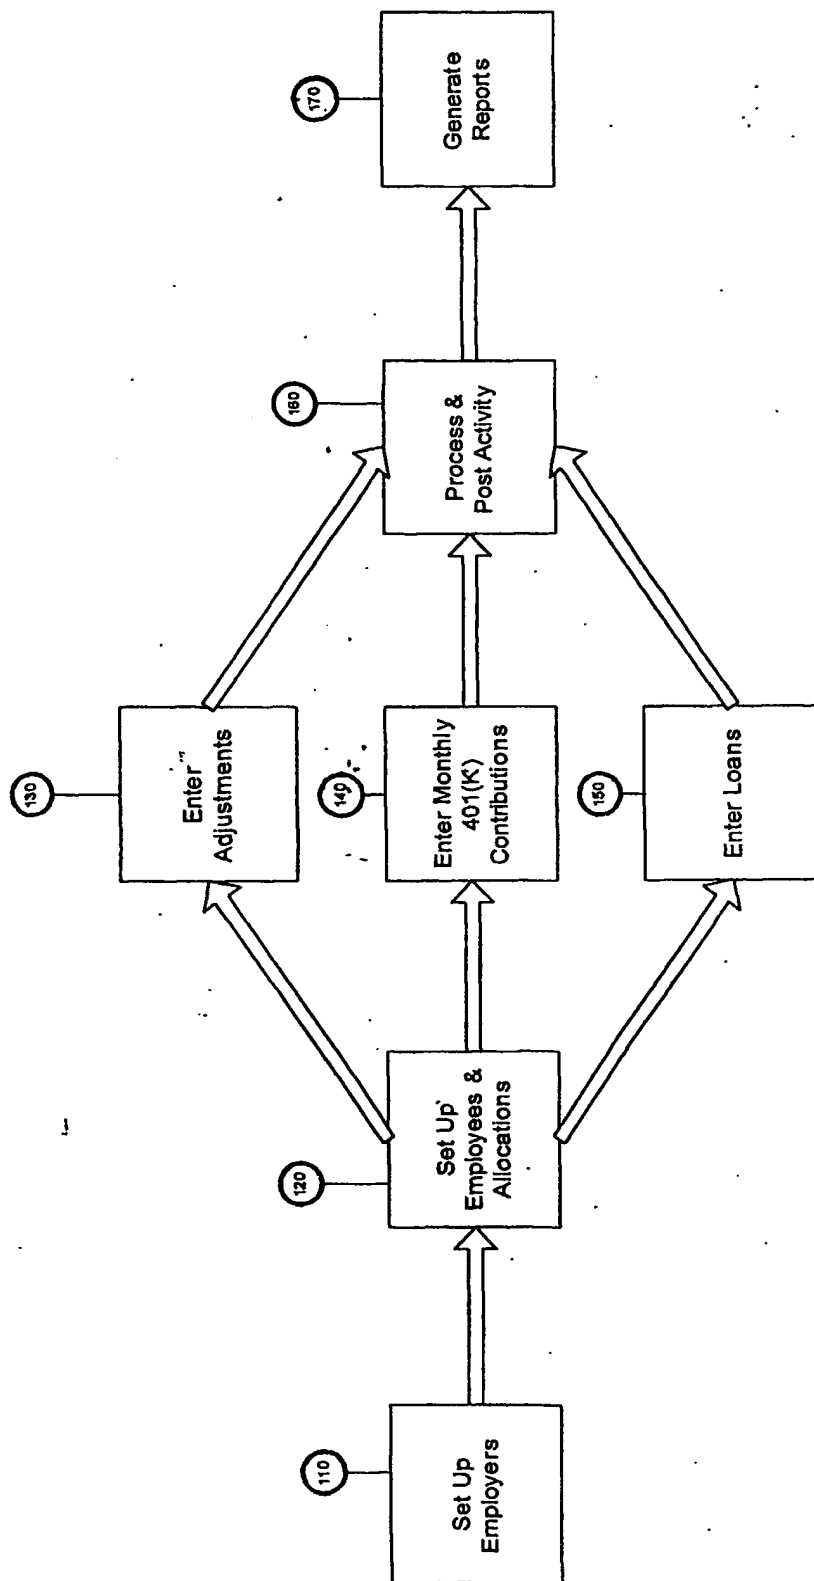 110
Set Up
Employers
120
Set Up
Employees &
Allocations
130
Enter
Adjustments
140
Enter Monthly
401(K)
Contributions
150
Enter Loans
160
Process &
Post Activity
170
Generate
Reports